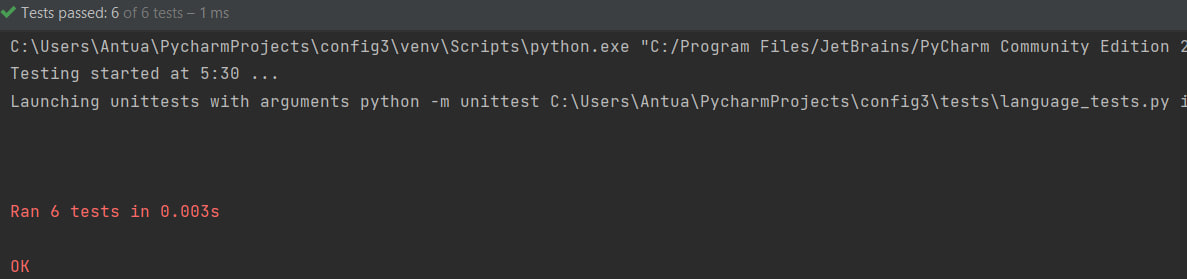 Tests passed: 6 of 6 tests – 1 ms
C:\Users\Antua\PycharmProjects\config3\venv\Scripts\python.exe "C:/Program Files/JetBrains/PyCharm Community Edition 2
Testing started at 5:30 ...
Launching unittests with arguments python -m unittest C:\Users\Antua\PycharmProjects\config3\tests\language_tests.py i
Ran 6 tests in 0.003s
OK